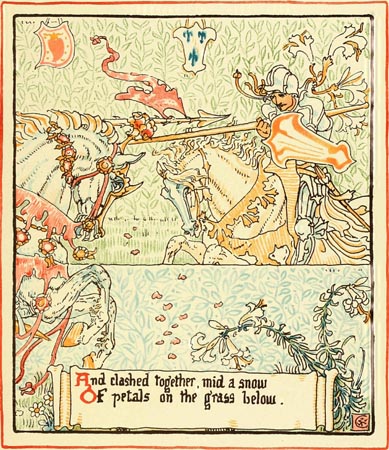 And clashed together, mid a snow
Of petals on the grass below.